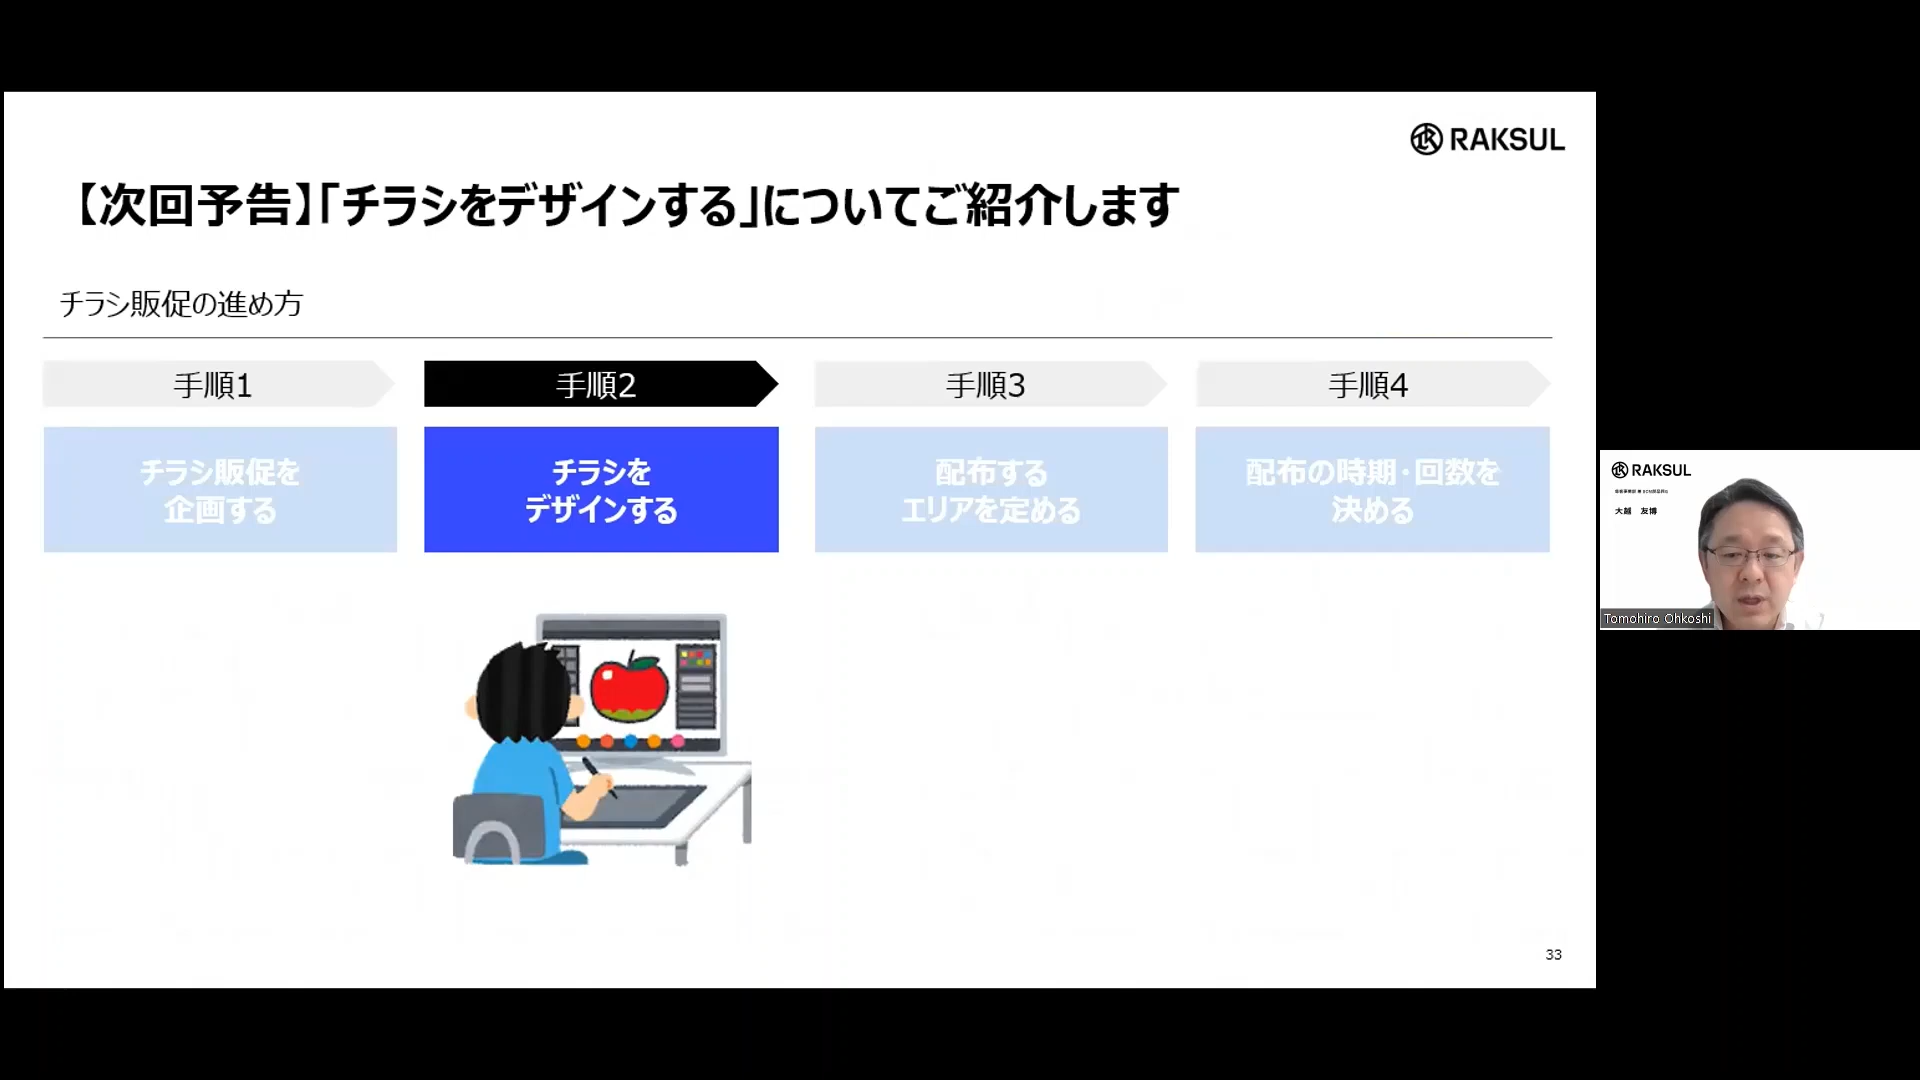 RAKSUL
【次回予告】「チラシをデザインする」についてご紹介します
チラシ販促の進め方
手順1
手順2
手順3
手順4
チラシ販促を
企画する
チラシを
デザインする
配布する
エリアを定める
配布の時期・回数を
決める
33
RAKSUL
大越 友博
Tomohiro Ohkoshi